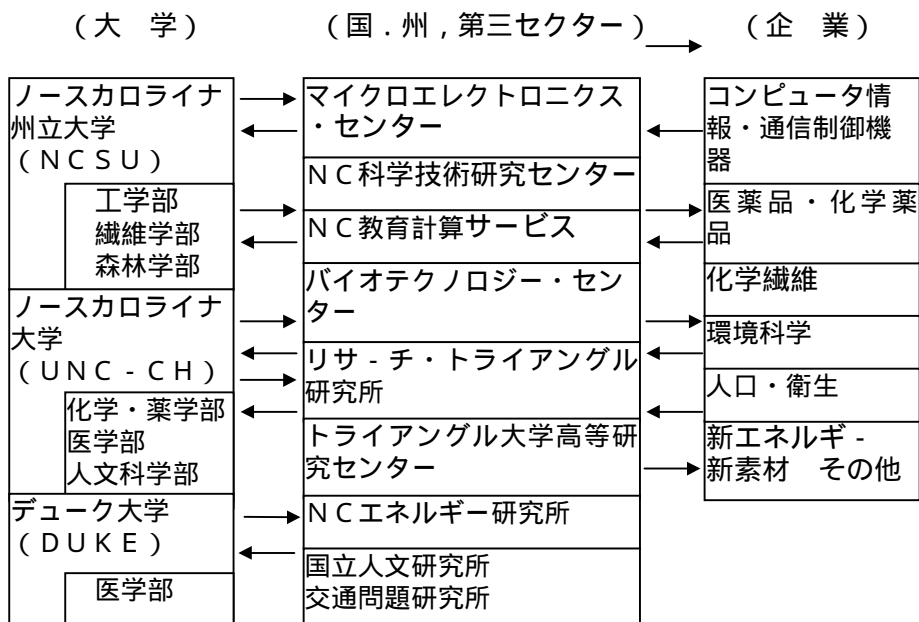 (大　学)　　(国．州，第三セクター)　　(企　業)
ノースカロライナ
州立大学
(ＮＣＳＵ)
工学部
繊維学部
森林学部
ノースカロライナ
大学
(ＵＮＣ‐ＣＨ)
化学・薬学部
医学部
人文科学部
デューク大学
(ＤＵＫＥ)
医学部
マイクロエレクトロニクス
・センター
ＮＣ科学技術研究センター
ＮＣ教育計算サービス
バイオテクノロジー・セン
ター
リサ‐チ・トライアングル
研究所
トライアングル大学高等研
究センター
ＮＣエネルギー研究所
国立人文研究所
交通問題研究所
コンピュータ情
報・通信制御機
器
医薬品・化学薬
品
化学繊維
環境科学
人口・衛生
新エネルギ‐
新素材　その他